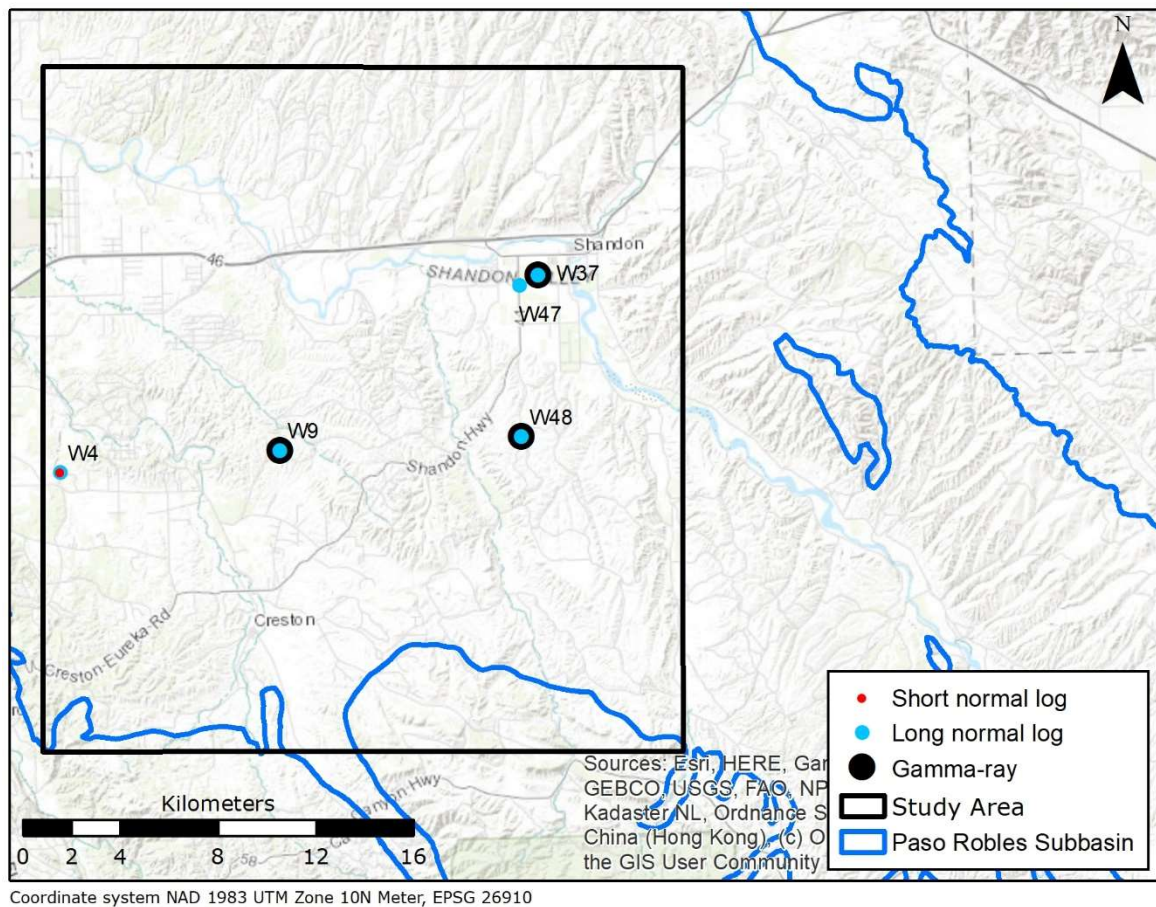 N
46
Shandon
SHANDON
W37
W47
W48
W9
W4
Shandon-Hwy
Creston
Creston-Eureka-Rd
Sources: Esri, HERE, Gar
GEBCO, USGS, FAO, NP
Kadaster NL, Ordnance S
China (Hong Kong), (c) O
the GIS User Community
Kilometers
0 2 4 8 12 16
58
Hwy
Short normal log
Long normal log
Gamma-ray
Study Area
Paso Robles Subbasin
Coordinate system NAD 1983 UTM Zone 10N Meter, EPSG 26910